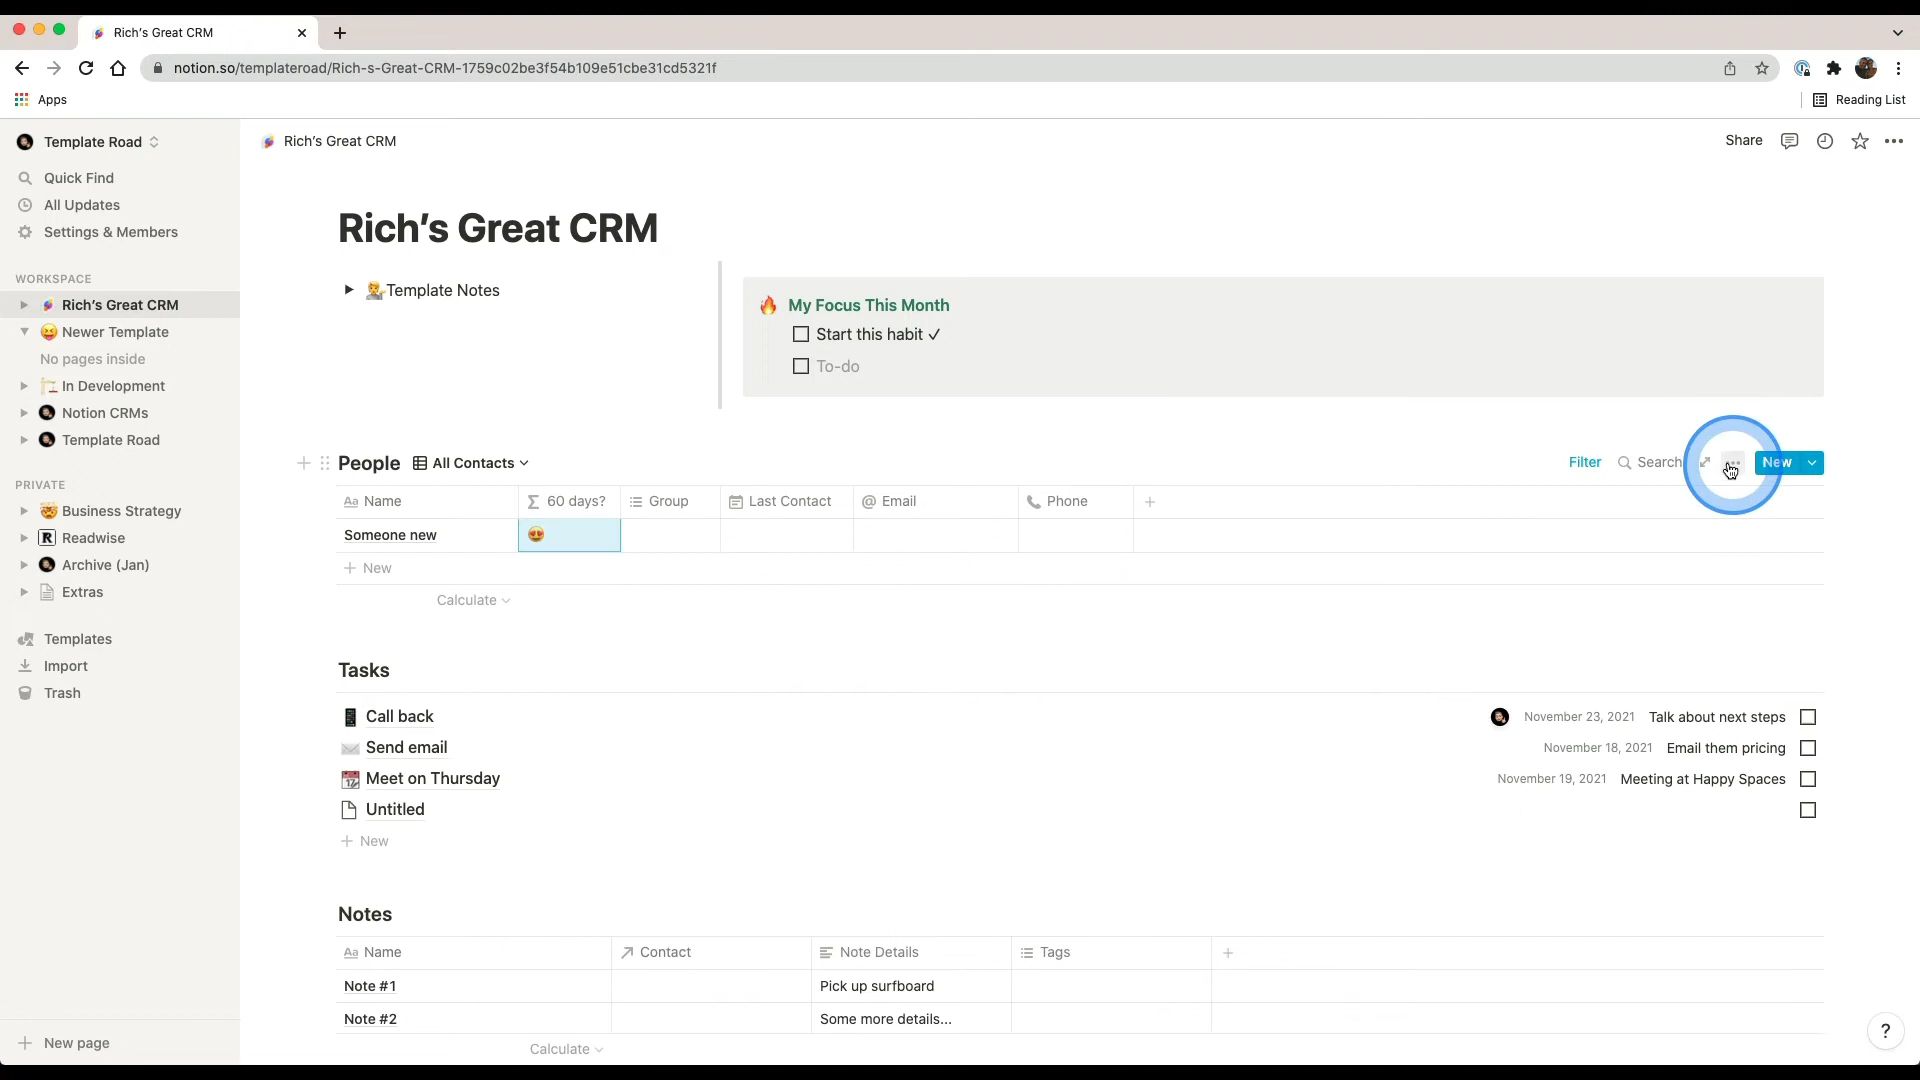 Rich's Great CRM
notion.so/templateroad/Rich-s-Great-CRM-1759c02be3f54b109e51cbe31cd5321f
Apps
Reading List
Template Road
Quick Find
All Updates
Settings & Members
WORKSPACE
Rich's Great CRM
Newer Template
No pages inside
In Development
Notion CRMs
Template Road
PRIVATE
Business Strategy
Readwise
Archive (Jan)
Extras
Templates
Import
Trash
New page
Rich's Great CRM
Share
Rich's Great CRM
Template Notes
My Focus This Month
Start this habit ✓
To-do
People All Contacts
Filter Search New
Name 60 days? Group Last Contact Email Phone
Someone new
New
Calculate
Tasks
Call back November 23, 2021 Talk about next steps
Send email November 18, 2021 Email them pricing
Meet on Thursday November 19, 2021 Meeting at Happy Spaces
Untitled
New
Notes
Name Contact Note Details Tags
Note #1 Pick up surfboard
Note #2 Some more details...
Calculate
?